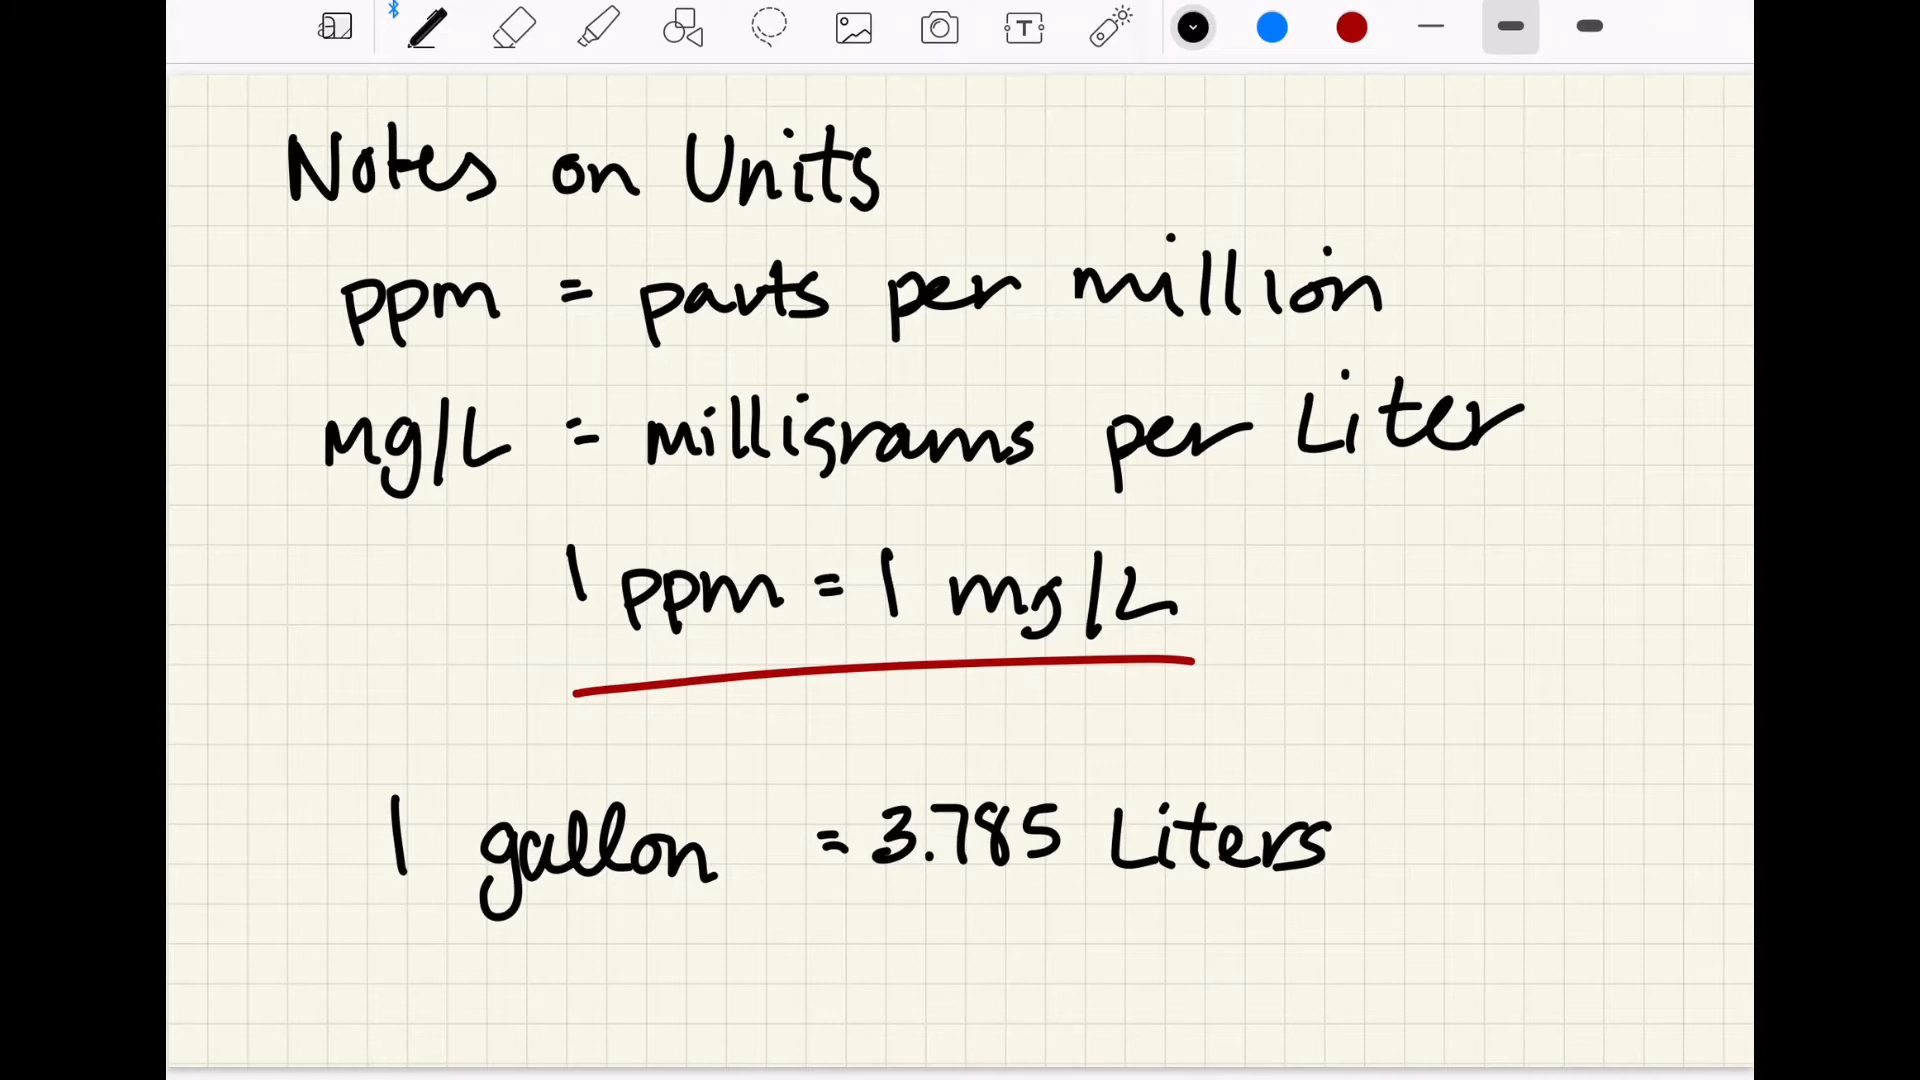 Notes on Units
ppm = parts per million
mg/L = milligrams per Liter
1 ppm = 1 mg/L
1 gallon = 3.785 Liters